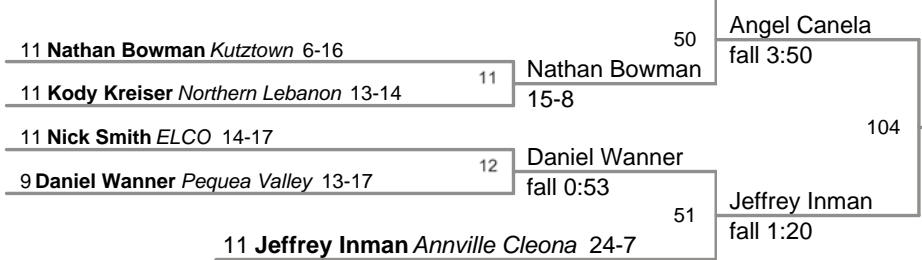 Angel Canela
50
fall 3:50
11 Nathan Bowman Kutztown 6-16
11
Nathan Bowman
15-8
11 Kody Kreiser Northern Lebanon 13-14
104
11 Nick Smith ELCO 14-17
12
Daniel Wanner
fall 0:53
9 Daniel Wanner Pequea Valley 13-17
Jeffrey Inman
51
fall 1:20
11 Jeffrey Inman Annville Cleona 24-7